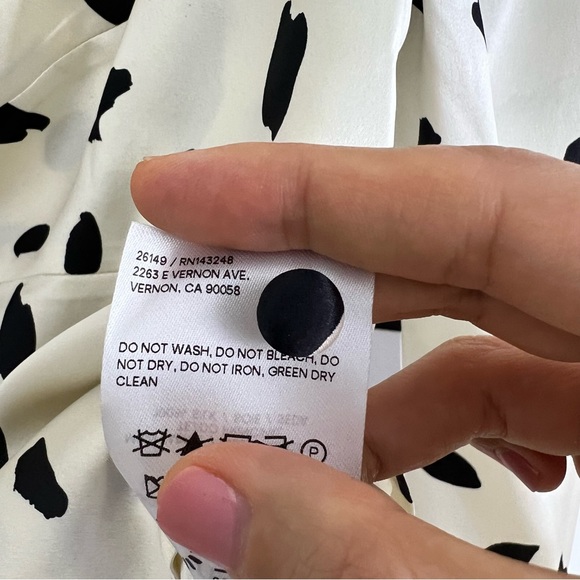 26149 / RN143248
2263 E VERNON AVE.
VERNON, CA 90058
DO NOT WASH, DO NOT BLEACH, DO
NOT DRY, DO NOT IRON, GREEN DRY
CLEAN
P